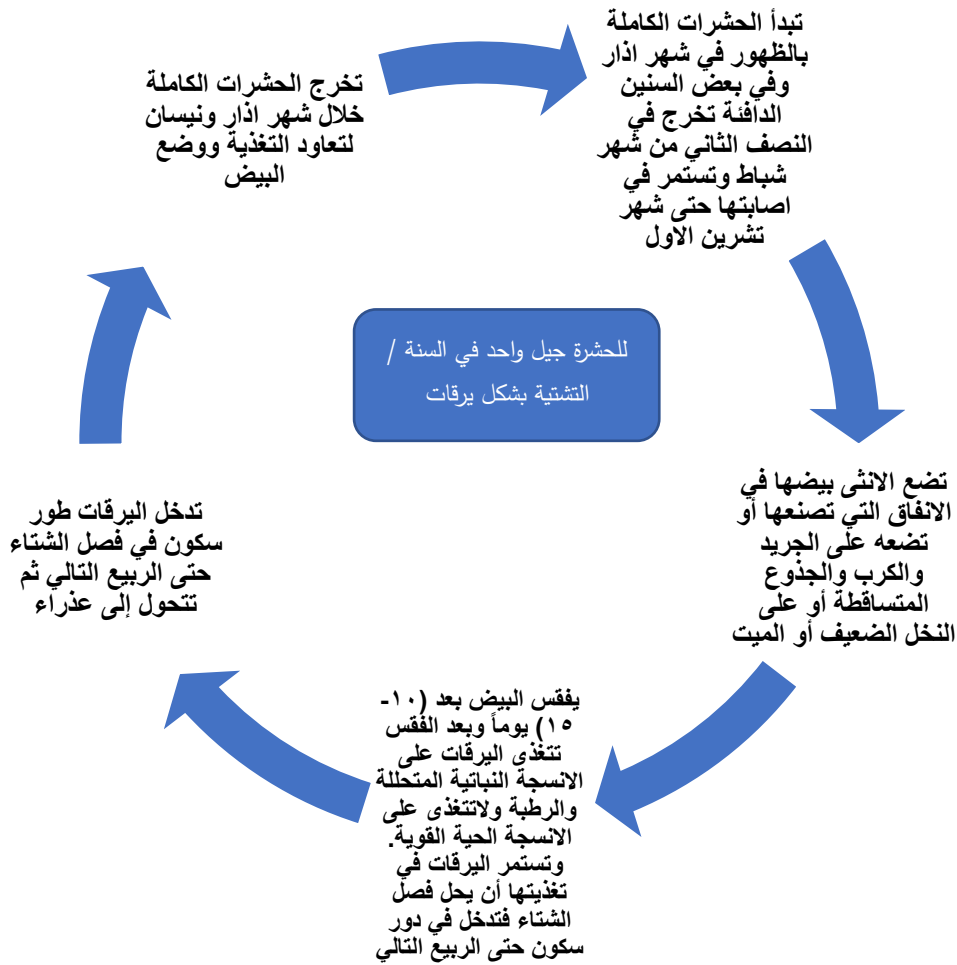 تبدأ الحشرات الكاملة
بالظهور في شهر اذار
وفي بعض السنين
الدافئة تخرج في
النصف الثاني من شهر
شباط وتستمر في
اصابتها حتى شهر
تشرين الاول
تضع الانثى بيضها في
الانفاق التي تصنعها أو
تضعه على الجريد
والكرب والجذوع
المتساقطة أو على
النخل الضعيف أو الميت
يفقس البيض بعد (١٠-
١٥) يوماً وبعد الفقس
تتغذى اليرقات على
الانسجة النباتية المتحللة
والرطبة ولاتتغذى على
الانسجة الحية القوية.
وتستمر اليرقات في
تغذيتها أن يحل فصل
الشتاء فتدخل في دور
سكون حتى الربيع التالي
تدخل اليرقات طور
سكون في فصل الشتاء
حتى الربيع التالي ثم
تتحول إلى عذراء
تخرج الحشرات الكاملة
خلال شهر اذار ونيسان
لتعاود التغذية ووضع
البيض
للحشرة جيل واحد في السنة /
التشتية بشكل يرقات